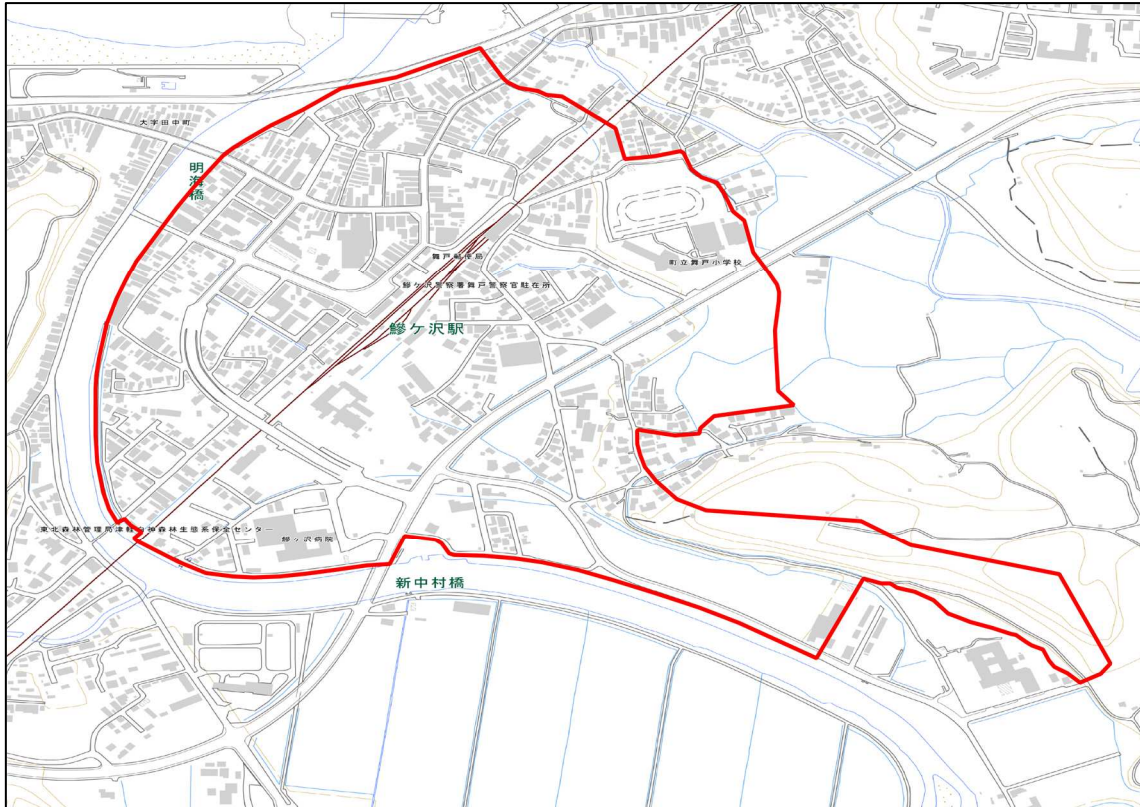 大字田中町
明海橋
舞戸郵便局
町立舞戸小学校
鰺ケ沢警察署舞戸警察官駐在所
鰺ケ沢駅
東北森林管理局津軽白神森林生態系保全センター
鰺ヶ沢病院
新中村橋